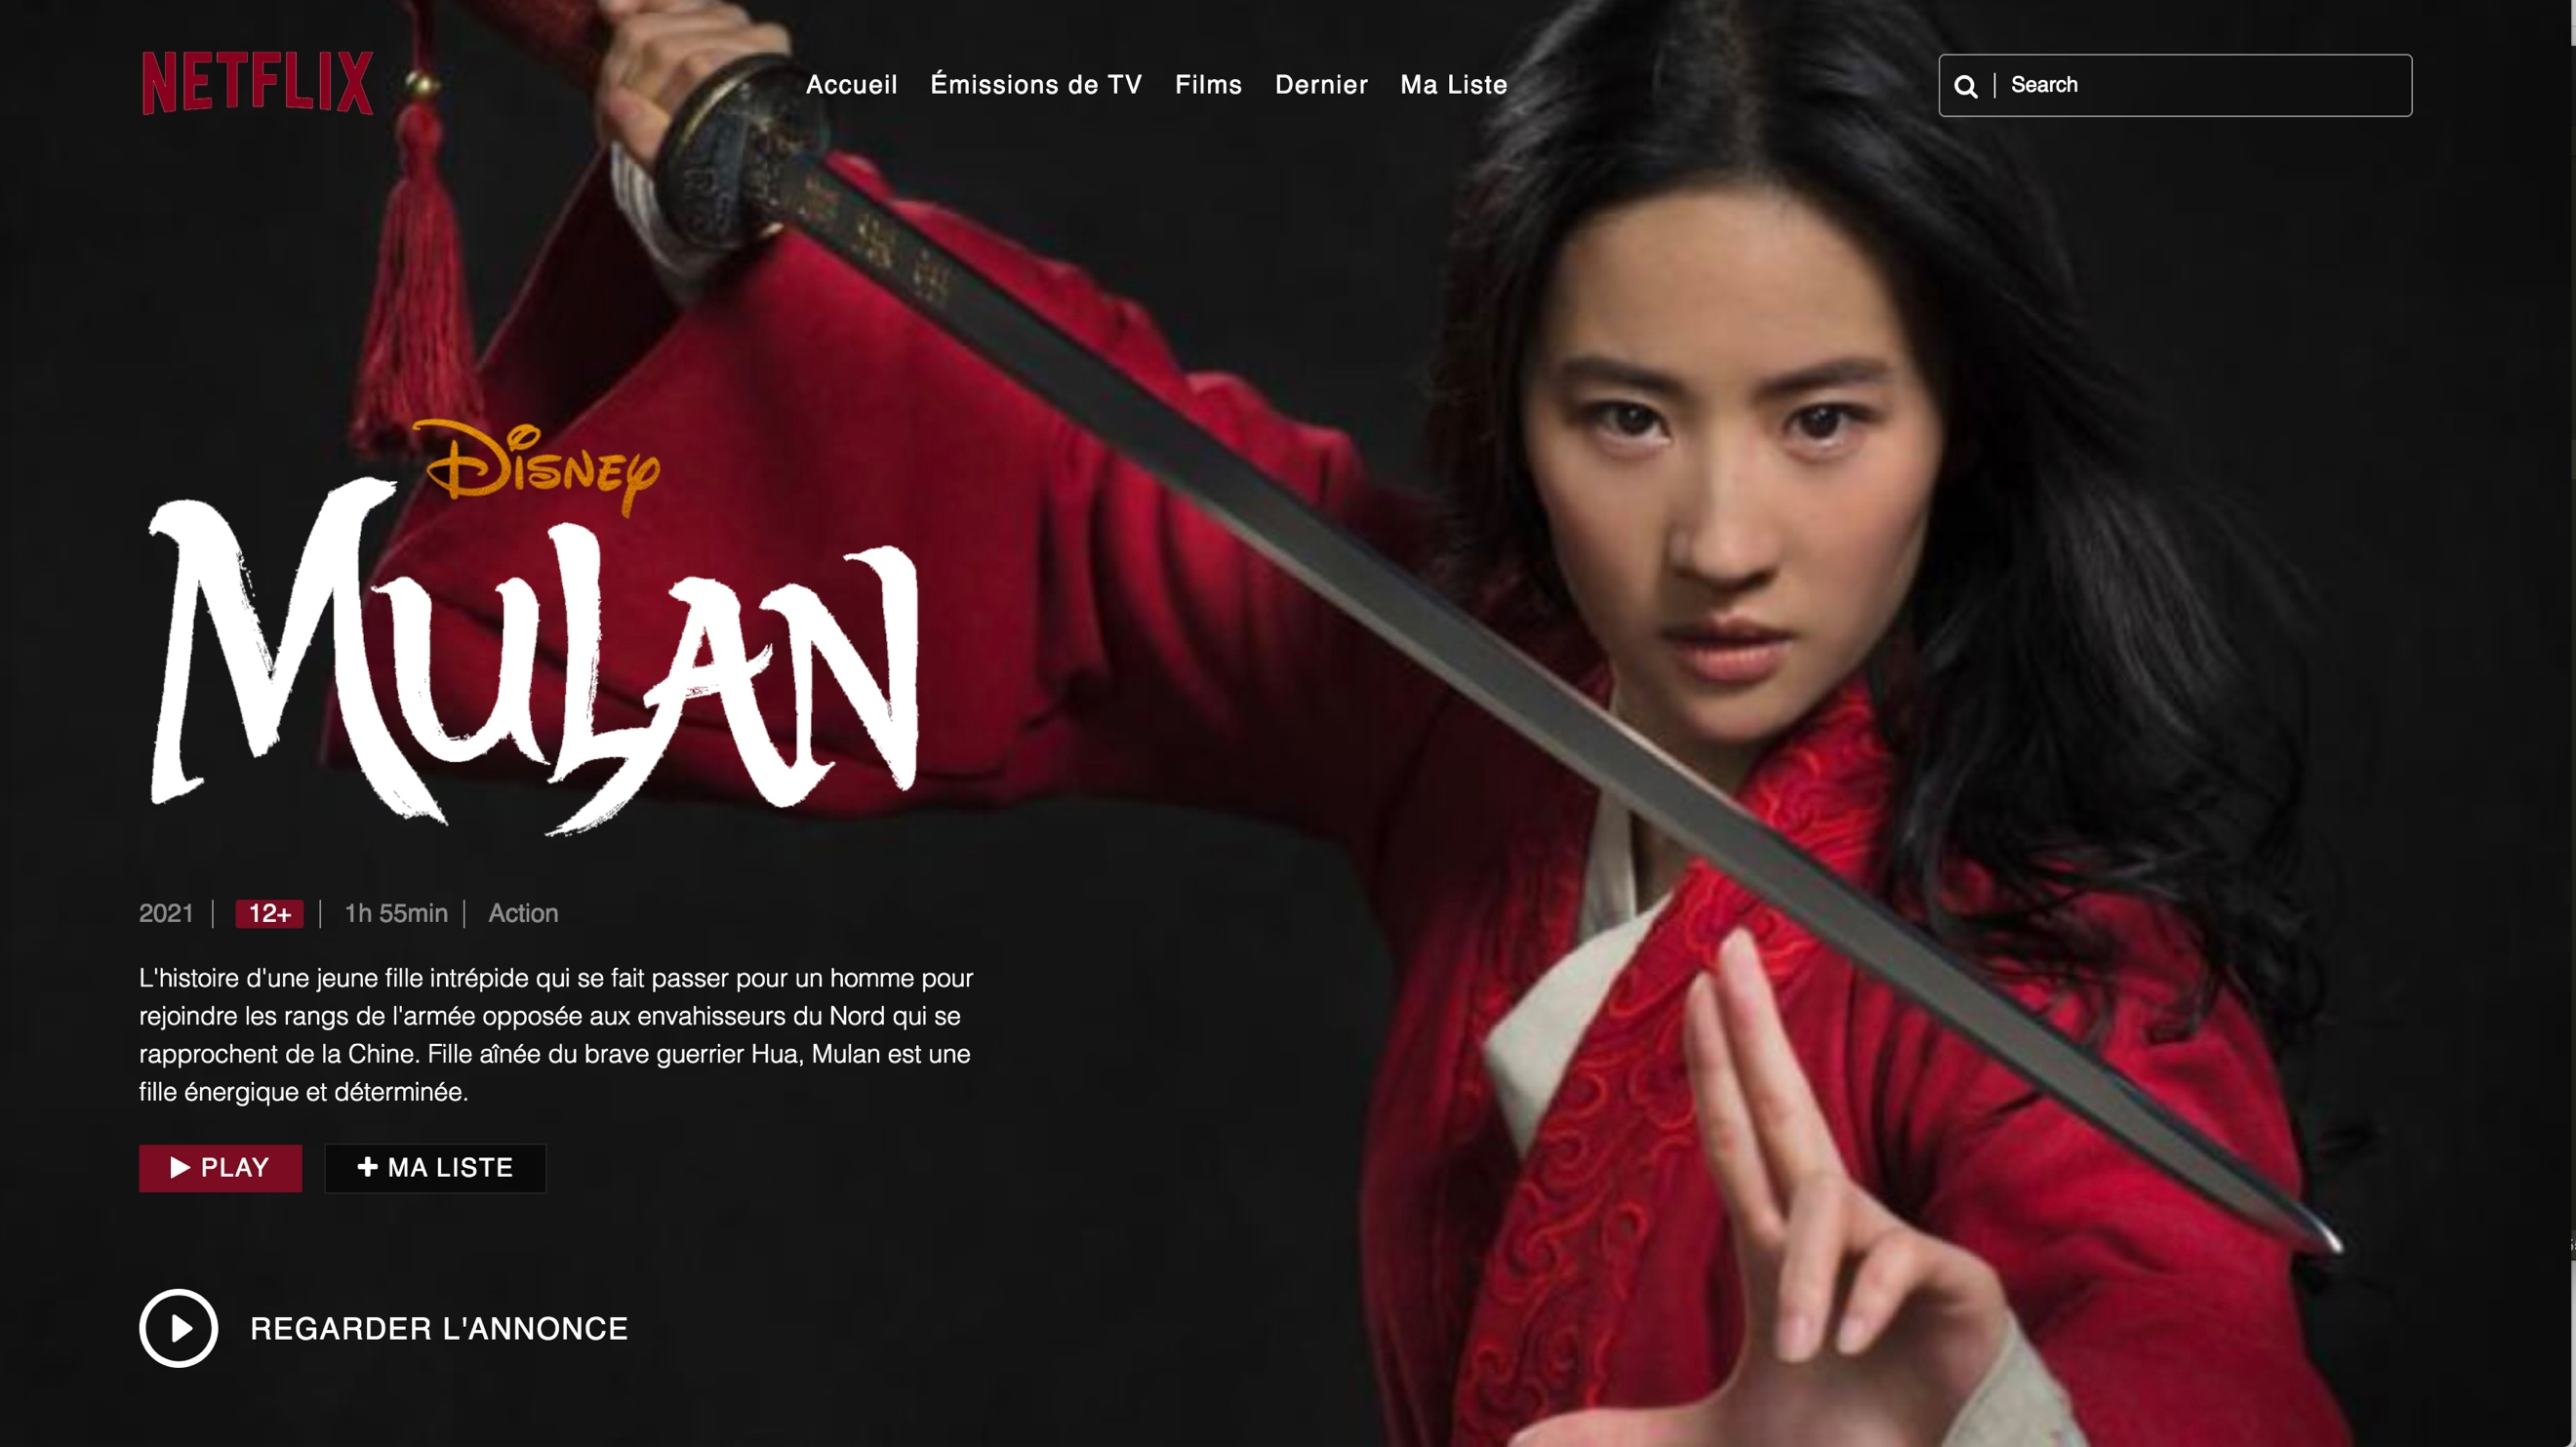 NETFLIX
Accueil Émissions de TV Films Dernier Ma Liste
Search
Disney
MULAN
2021 | 12+ | 1h 55min | Action
L'histoire d'une jeune fille intrépide qui se fait passer pour un homme pour
rejoindre les rangs de l'armée opposée aux envahisseurs du Nord qui se
rapprochent de la Chine. Fille aînée du brave guerrier Hua, Mulan est une
fille énergique et déterminée.
PLAY
MA LISTE
REGARDER L'ANNONCE